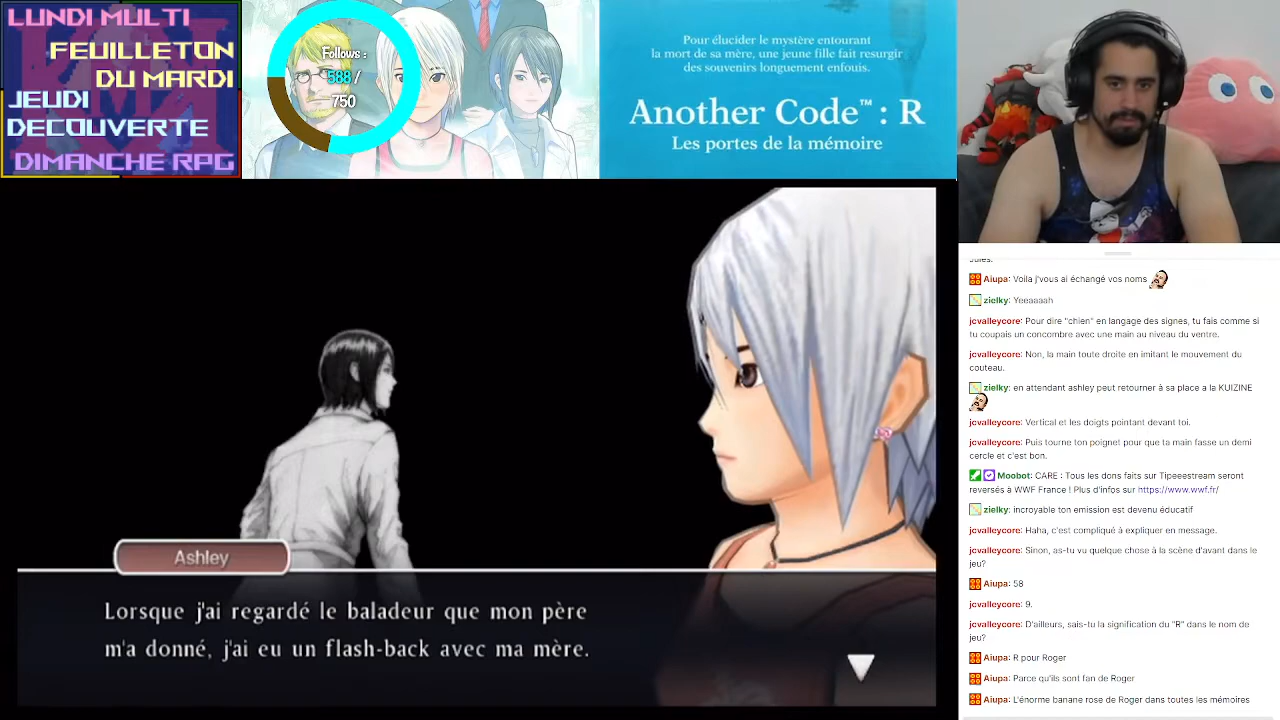 LUNDI MULTI
FEUILLETON
DU MARDI
JEUDI
DECOUVERTE
DIMANCHE RPG
Follows :
588 /
750
Pour élucider le mystère entourant
la mort de sa mère, une jeune fille fait resurgir
des souvenirs longuement enfouis.
Another Code™ : R
Les portes de la mémoire
Ashley
Lorsque j'ai regardé le baladeur que mon père
m'a donné, j'ai eu un flash-back avec ma mère.
Jules.
Aiupa: Voila j'vous ai échangé vos noms
zielky: Yeeaaaah
jcvalleycore: Pour dire "chien" en langage des signes, tu fais comme si
tu coupais un concombre avec une main au niveau du ventre.
jcvalleycore: Non, la main toute droite en imitant le mouvement du
couteau.
zielky: en attendant ashley peut retourner à sa place a la KUIZINE
jcvalleycore: Vertical et les doigts pointant devant toi.
jcvalleycore: Puis tourne ton poignet pour que ta main fasse un demi
cercle et c'est bon.
Moobot: CARE : Tous les dons faits sur Tipeeestream seront
reversés à WWF France ! Plus d'infos sur https://www.wwf.fr/
zielky: incroyable ton emission est devenu éducatif
jcvalleycore: Haha, c'est compliqué à expliquer en message.
jcvalleycore: Sinon, as-tu vu quelque chose à la scène d'avant dans le
jeu?
Aiupa: 58
jcvalleycore: 9.
jcvalleycore: D'ailleurs, sais-tu la signification du "R" dans le nom de
jeu?
Aiupa: R pour Roger
Aiupa: Parce qu'ils sont fan de Roger
Aiupa: L'énorme banane rose de Roger dans toutes les mémoires